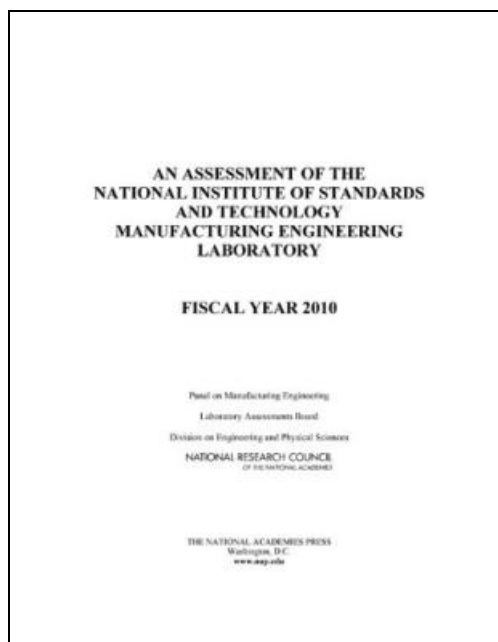 AN ASSESSMENT OF THE
NATIONAL INSTITUTE OF STANDARDS
AND TECHNOLOGY
MANUFACTURING ENGINEERING
LABORATORY
FISCAL YEAR 2010
Panel on Manufacturing Engineering
Laboratory Assessments Board
Division on Engineering and Physical Sciences
NATIONAL RESEARCH COUNCIL
OF THE NATIONAL ACADEMIES
THE NATIONAL ACADEMIES PRESS
Washington, D.C.
www.nap.edu